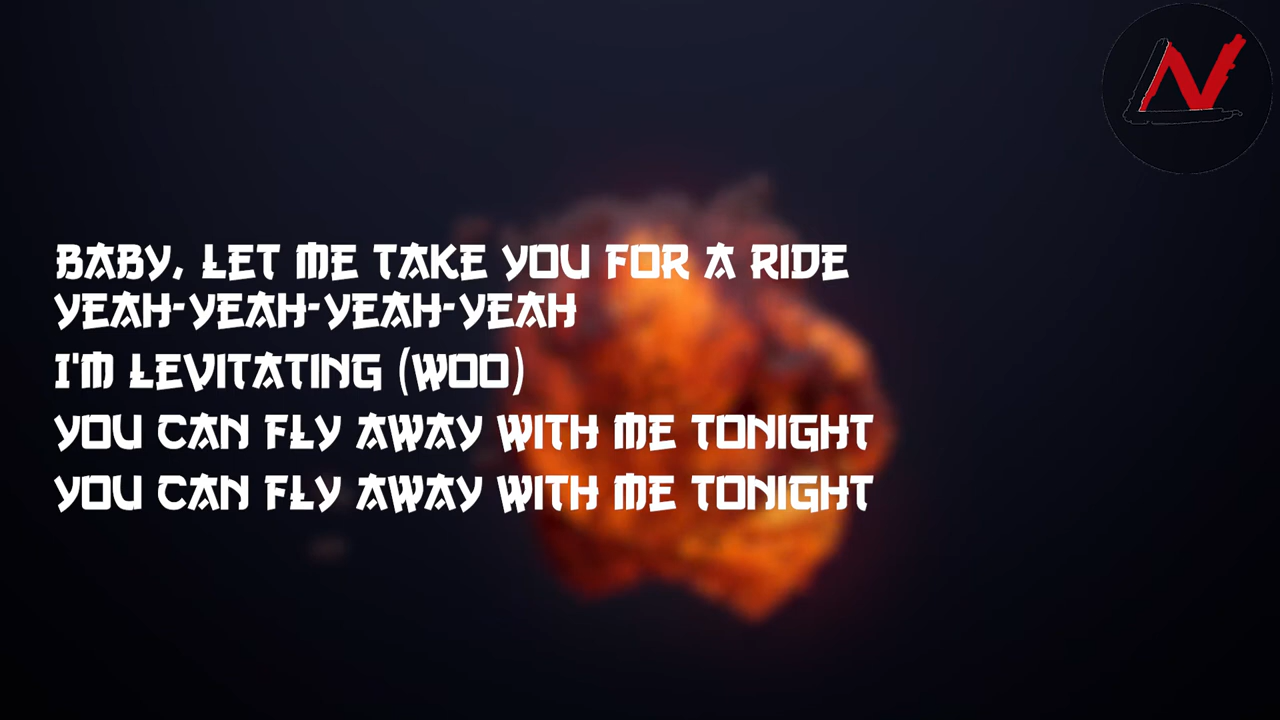 BABY, LET ME TAKE YOU FOR A RIDE
YEAH-YEAH-YEAH-YEAH
I'M LEVITATING (WOO)
YOU CAN FLY AWAY WITH ME TONIGHT
YOU CAN FLY AWAY WITH ME TONIGHT